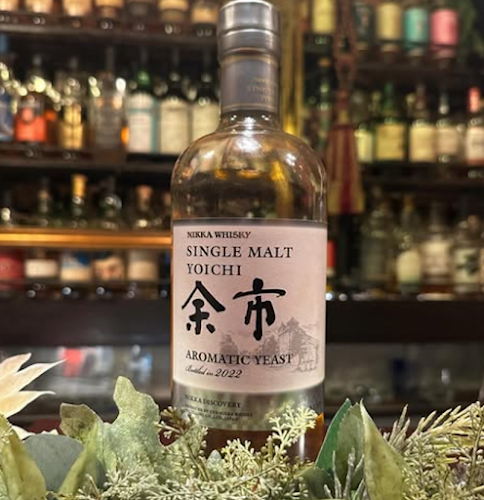 NIKKA WHISKY
SINGLE MALT
YOICHI
余市
AROMATIC YEAST
Bottled in 2022
NIKKA DISCOVERY